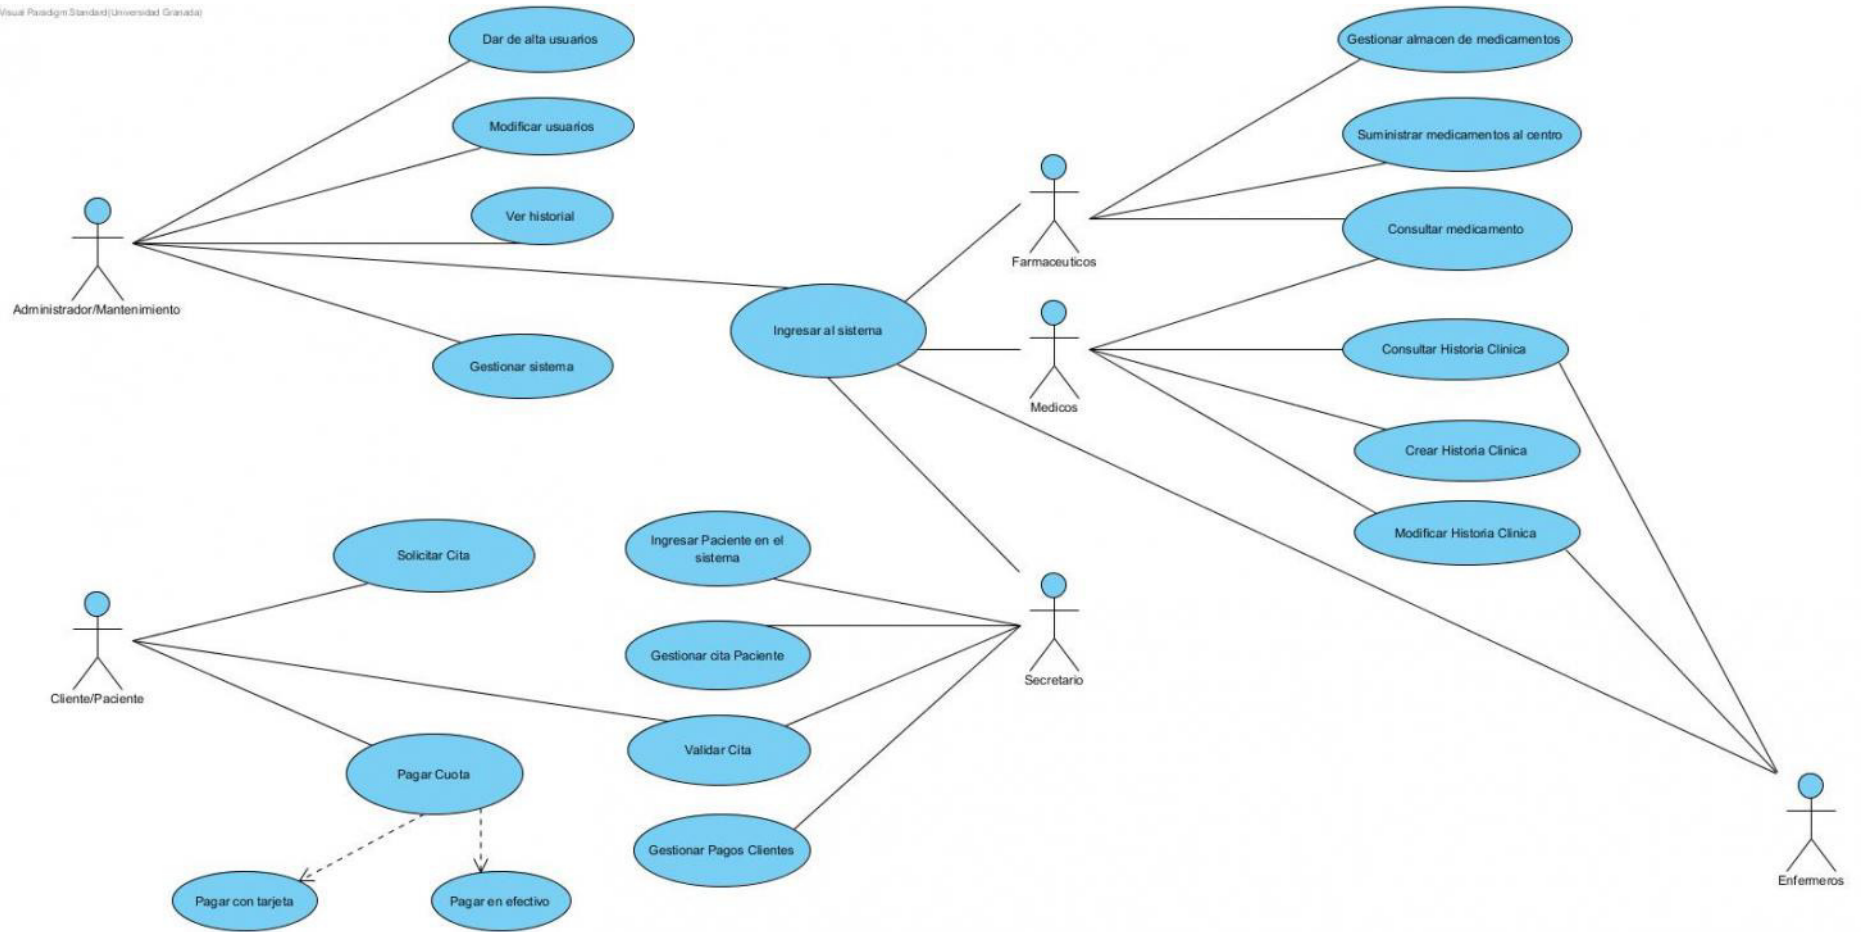 Visual Paradigm Standard(Universidad Granada)
Dar de alta usuarios
Gestionar almacen de medicamentos
Modificar usuarios
Suministrar medicamentos al centro
Ver historial
Consultar medicamento
Farmaceuticos
Administrador/Mantenimiento
Ingresar al sistema
Consultar Historia Clinica
Gestionar sistema
Medicos
Crear Historia Clinica
Modificar Historia Clinica
Solicitar Cita
Ingresar Paciente en el
sistema
Gestionar cita Paciente
Secretario
Cliente/Paciente
Validar Cita
Pagar Cuota
Gestionar Pagos Clientes
Enfermeros
Pagar con tarjeta
Pagar en efectivo